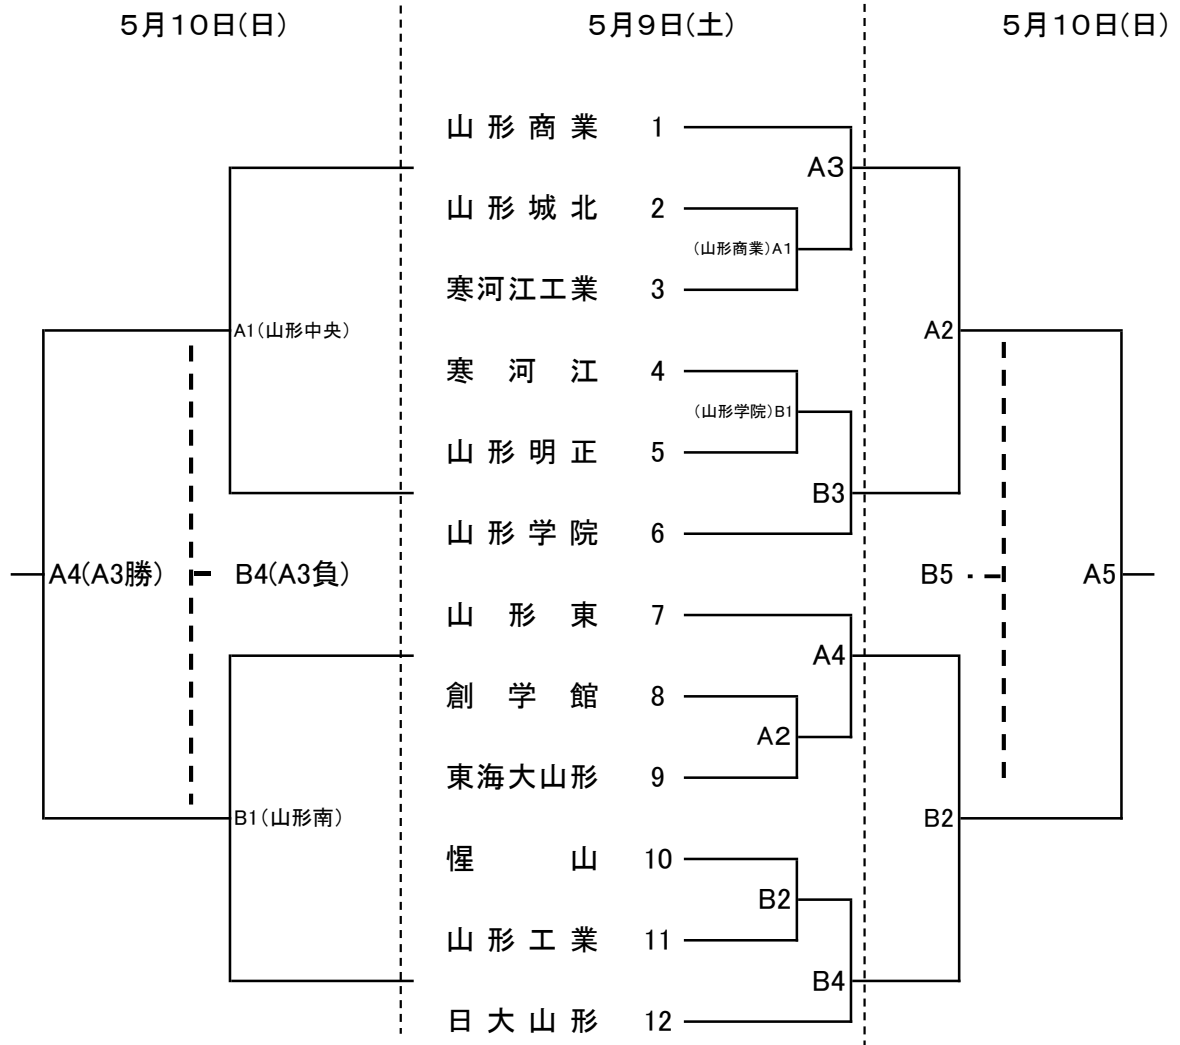 ５月１０日(日)　５月９日(土)　５月１０日(日)
山形商業　1
A3
山形城北　2
（山形商業）A1
寒河江工業　3
A1（山形中央）　A2
寒河江　4
（山形学院）B1
山形明正　5
B3
山形学院　6
A4(A3勝)　B4(A3負)　B5　A5
山形東　7
A4
創学館　8
A2
東海大山形　9
B1（山形南）　B2
惺山　10
B2
山形工業　11
B4
日大山形　12